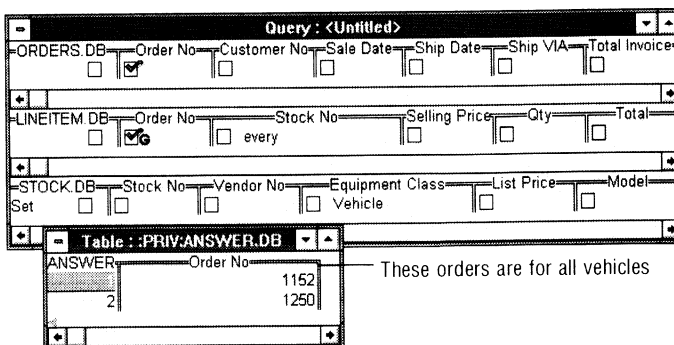 Query : <Untitled>
ORDERS.DB Order No Customer No Sale Date Ship Date Ship VIA Total Invoice
LINEITEM.DB Order No Stock No Selling Price Qty Total
G every
STOCK.DB Stock No Vendor No Equipment Class List Price Model
Set Vehicle
Table : :PRIV:ANSWER.DB
ANSWER Order No
1152 These orders are for all vehicles
2 1250